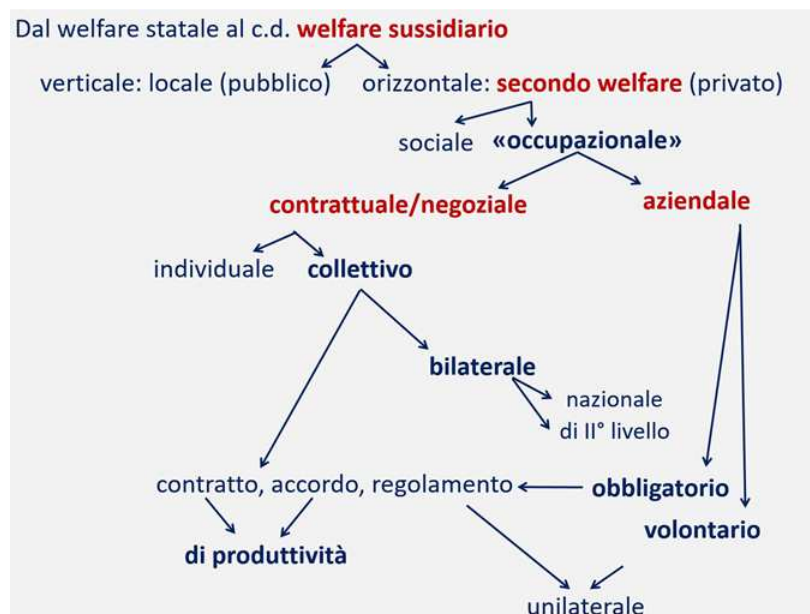 Dal welfare statale al c.d. welfare sussidiario
verticale: locale (pubblico) orizzontale: secondo welfare (privato)
sociale «occupazionale»
contrattuale/negoziale aziendale
individuale collettivo
bilaterale
nazionale
di II° livello
contratto, accordo, regolamento obbligatorio
volontario
di produttività
unilaterale